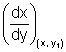 (dx/dy)(x, y₁)